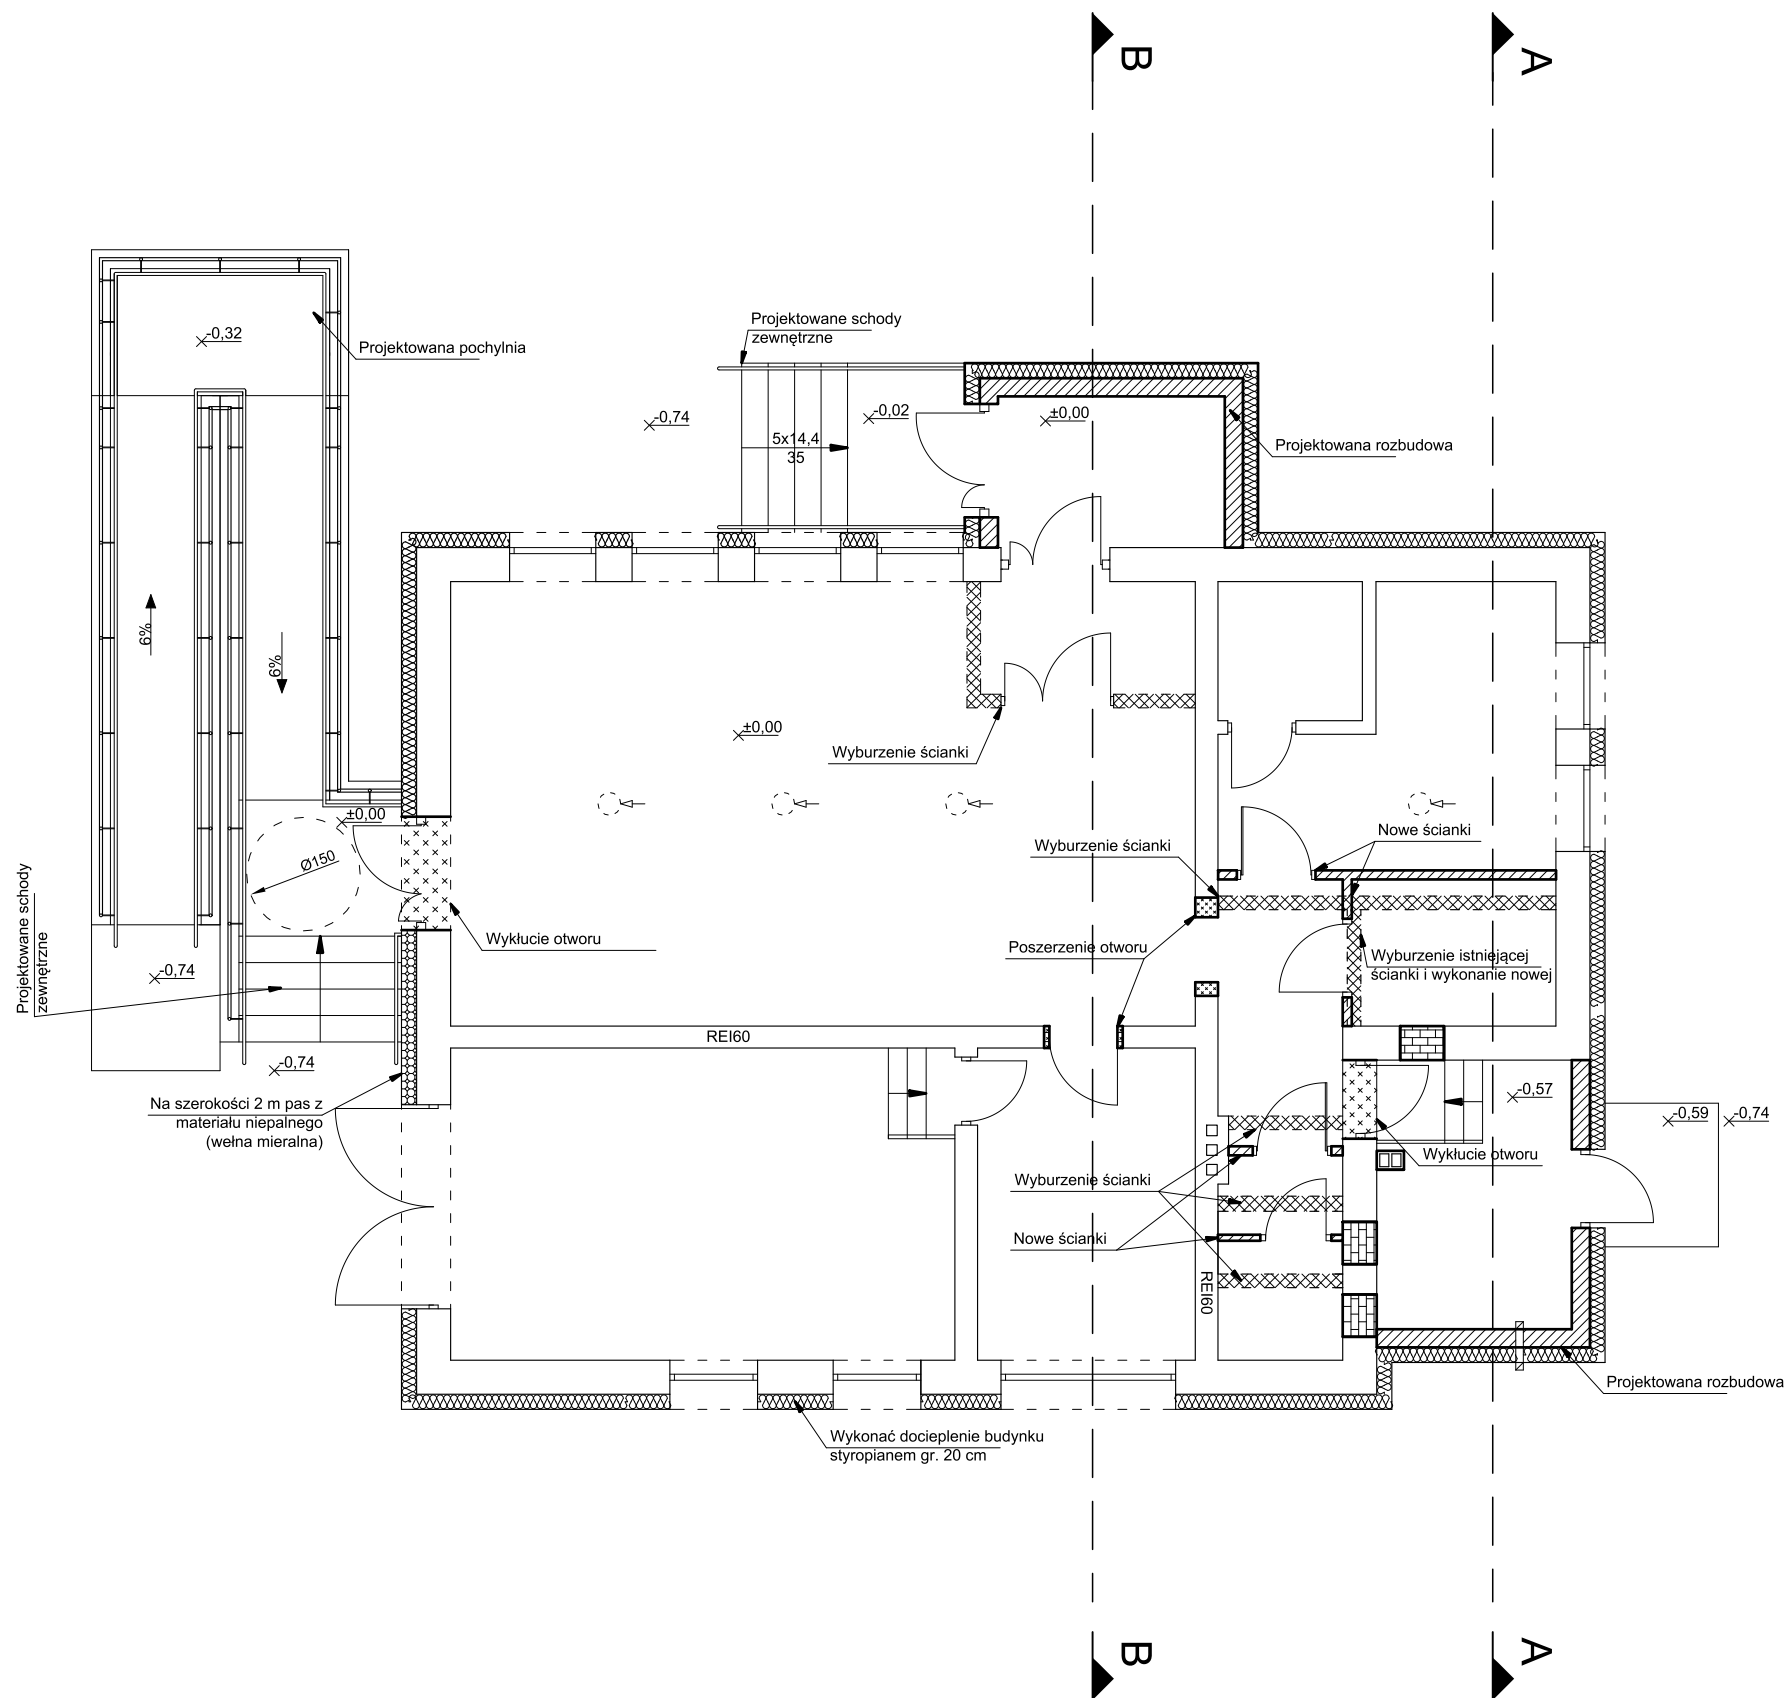 B
A
Projektowane schody
zewnętrzne
-0,32
Projektowana pochylnia
-0,74
-0,02
±0,00
5x14,4
35
Projektowana rozbudowa
6%
6%
±0,00
Wyburzenie ścianki
±0,00
Ø150
Nowe ścianki
Wyburzenie ścianki
Projektowane schody
zewnętrzne
Wykłucie otworu
Poszerzenie otworu
Wyburzenie istniejącej
ścianki i wykonanie nowej
-0,74
REI60
-0,74
Na szerokości 2 m pas z
materiału niepalnego
(wełna mieralna)
-0,57
-0,59
-0,74
Wykłucie otworu
Wyburzenie ścianki
Nowe ścianki
REI60
Projektowana rozbudowa
Wykonać docieplenie budynku
styropianem gr. 20 cm
B
A